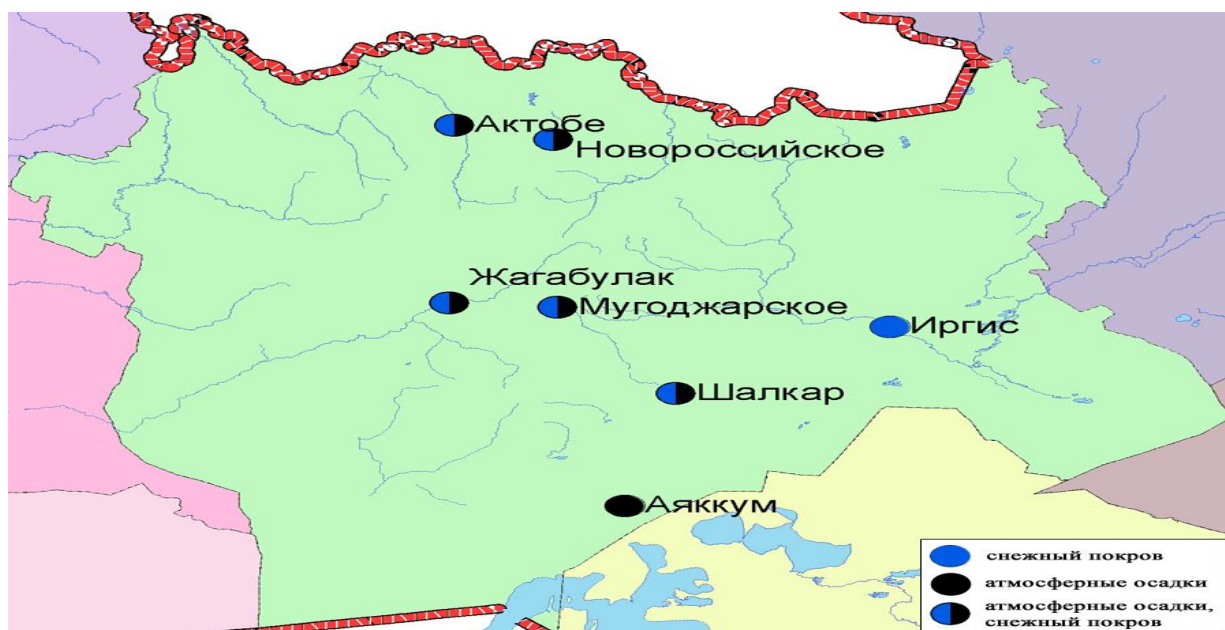 Актобе
Новороссийское
Жагабулак
Мугоджарское
Иргис
Шалкар
Аяккум
снежный покров
атмосферные осадки
атмосферные осадки,
снежный покров